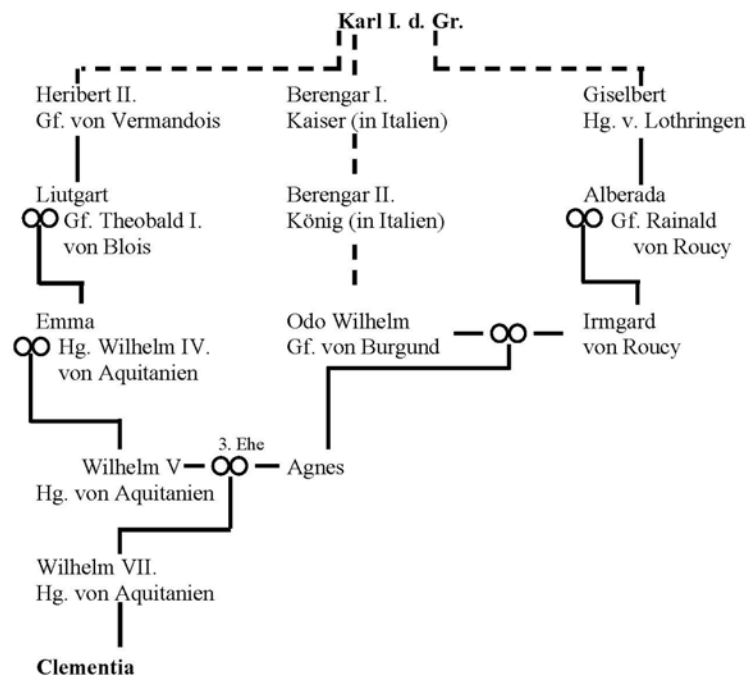 Karl I. d. Gr.
Heribert II.
Gf. von Vermandois
Berengar I.
Kaiser (in Italien)
Giselbert
Hg. v. Lothringen
Liutgart
Gf. Theobald I.
von Blois
Berengar II.
König (in Italien)
Alberada
Gf. Rainald
von Roucy
Emma
Hg. Wilhelm IV.
von Aquitanien
Odo Wilhelm
Gf. von Burgund
Irmgard
von Roucy
3. Ehe
Wilhelm V
Hg. von Aquitanien
Agnes
Wilhelm VII.
Hg. von Aquitanien
Clementia